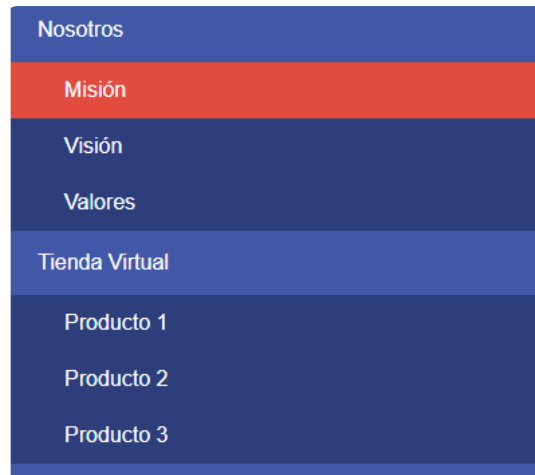 Nosotros
Misión
Visión
Valores
Tienda Virtual
Producto 1
Producto 2
Producto 3